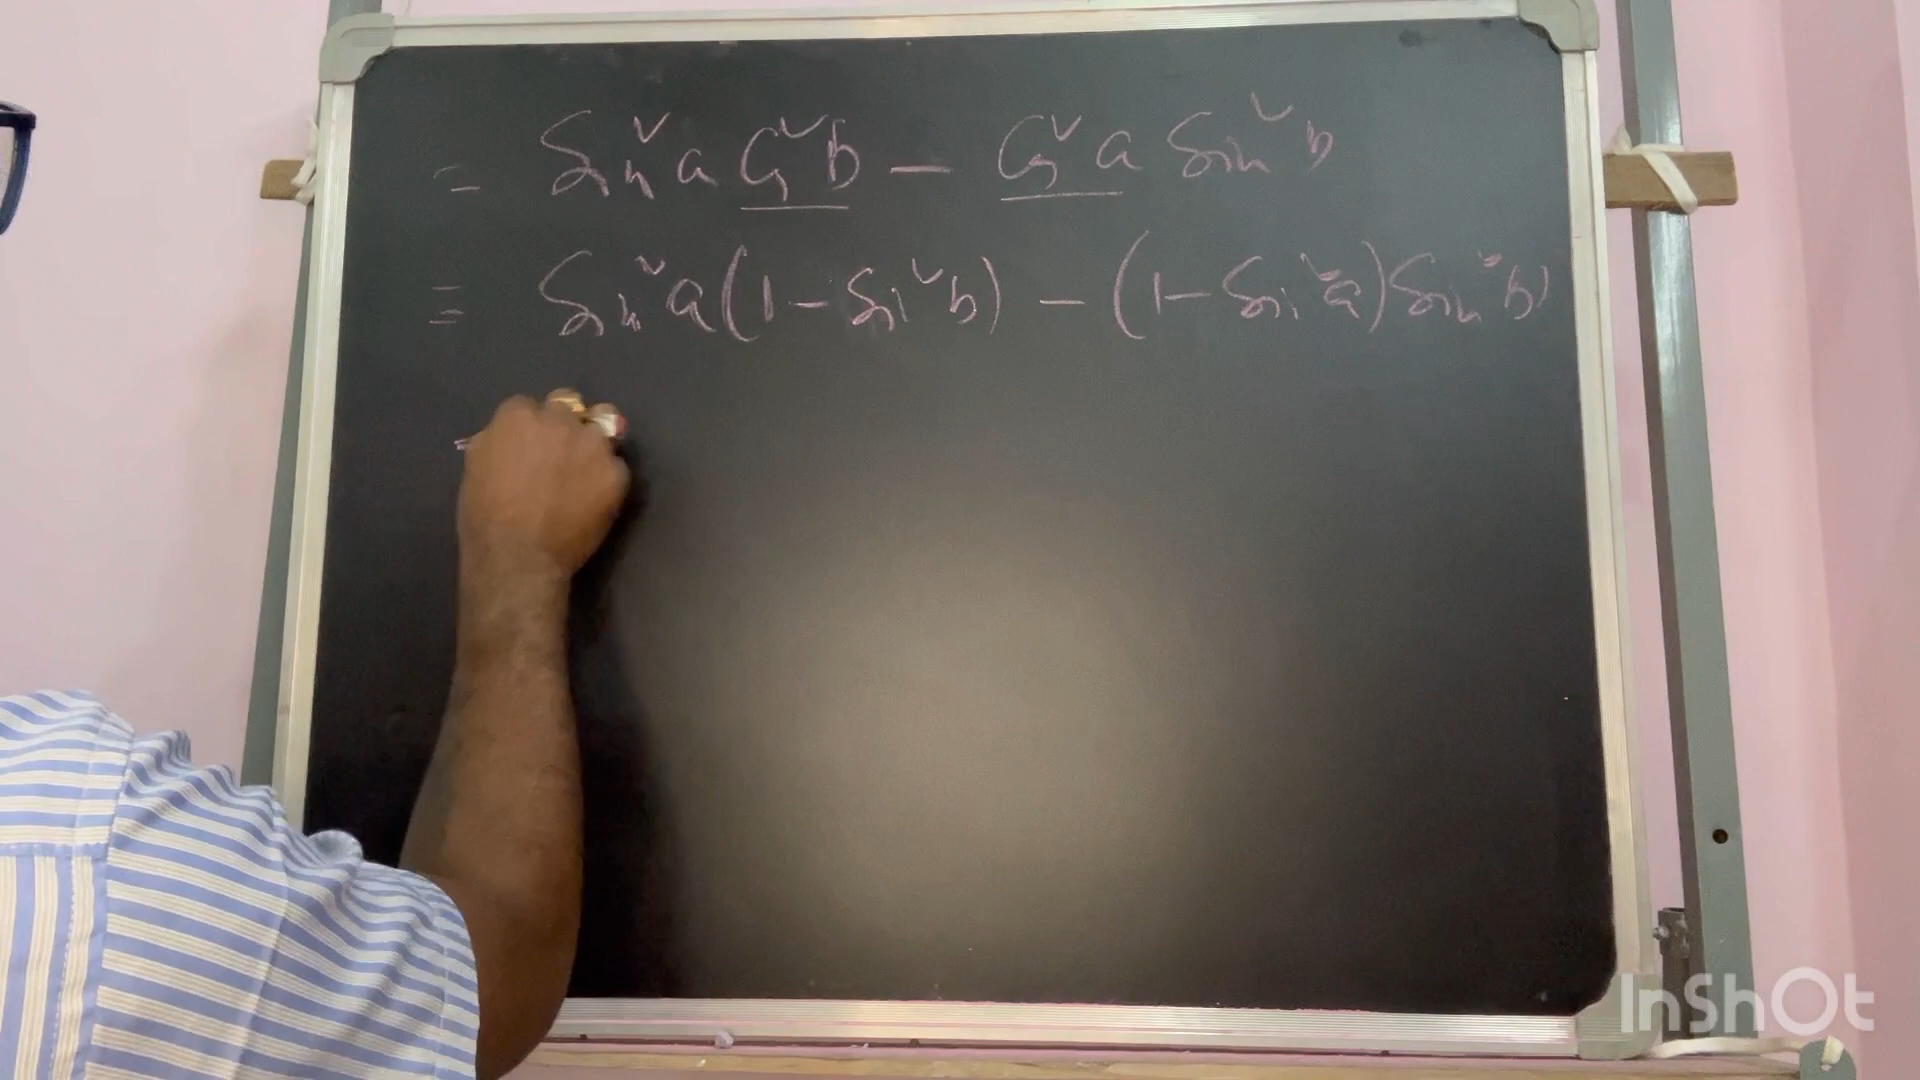 = Sin²a Cos²b - Cos²a Sin²b
= Sin²a(1 - Sin²b) - (1 - Sin²a) Sin²b
=
InShOt